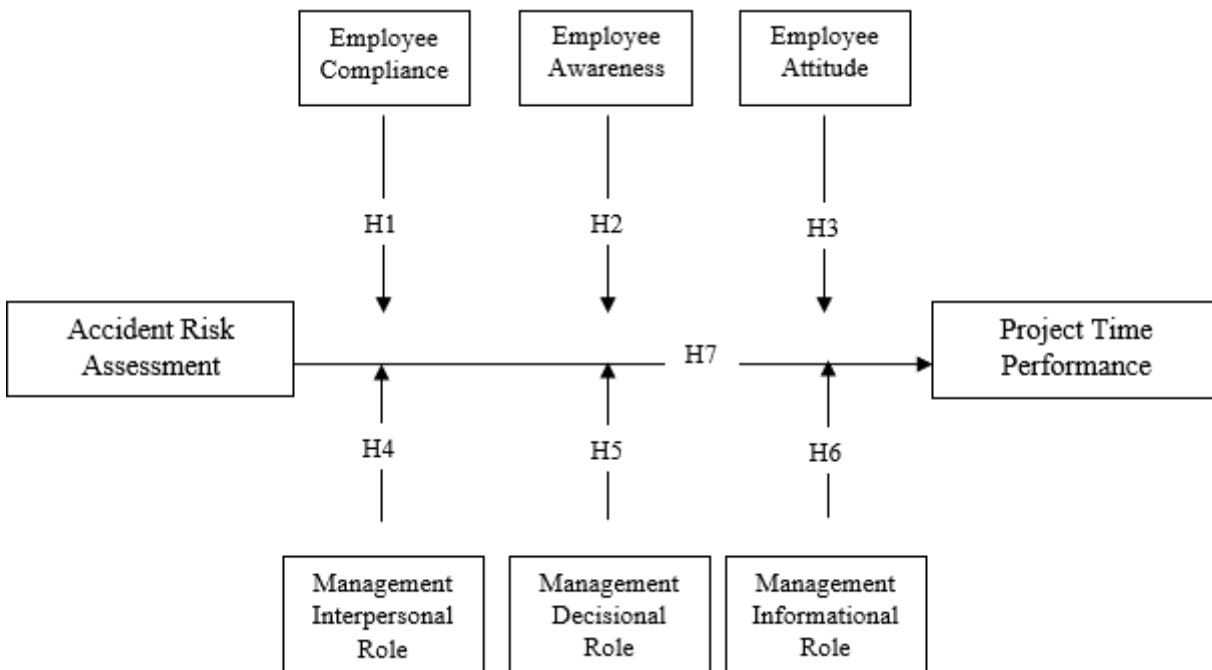 Employee
Compliance
Employee
Awareness
Employee
Attitude
H1
H2
H3
Accident Risk
Assessment
H7
Project Time
Performance
H4
H5
H6
Management
Interpersonal
Role
Management
Decisional
Role
Management
Informational
Role